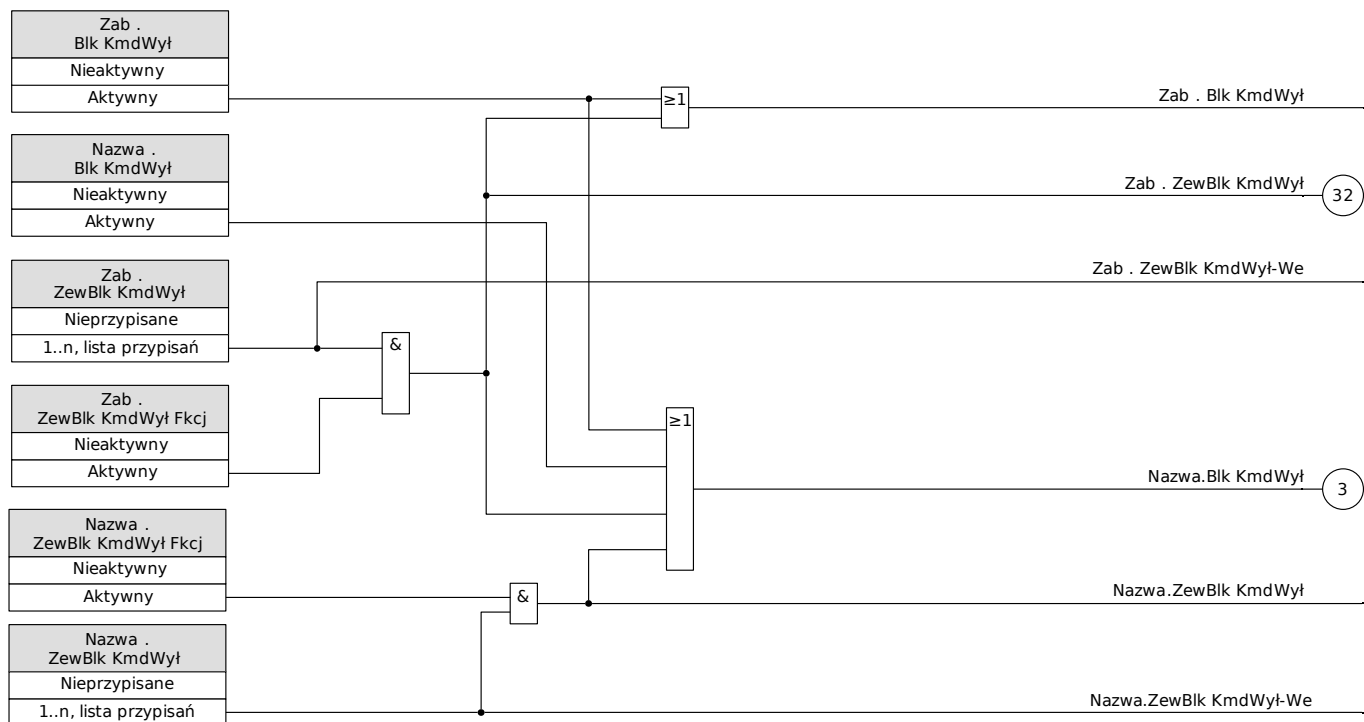 Zab .
Blk KmdWył
Nieaktywny
Aktywny
Nazwa .
Blk KmdWył
Nieaktywny
Aktywny
Zab .
ZewBlk KmdWył
Nieprzypisane
1..n, lista przypisań
Zab .
ZewBlk KmdWył Fkcj
Nieaktywny
Aktywny
Nazwa .
ZewBlk KmdWył Fkcj
Nieaktywny
Aktywny
Nazwa .
ZewBlk KmdWył
Nieprzypisane
1..n, lista przypisań
&
&
≥1
≥1
Zab . Blk KmdWył
Zab . ZewBlk KmdWył
32
Zab . ZewBlk KmdWył-We
Nazwa.Blk KmdWył
3
Nazwa.ZewBlk KmdWył
Nazwa.ZewBlk KmdWył-We